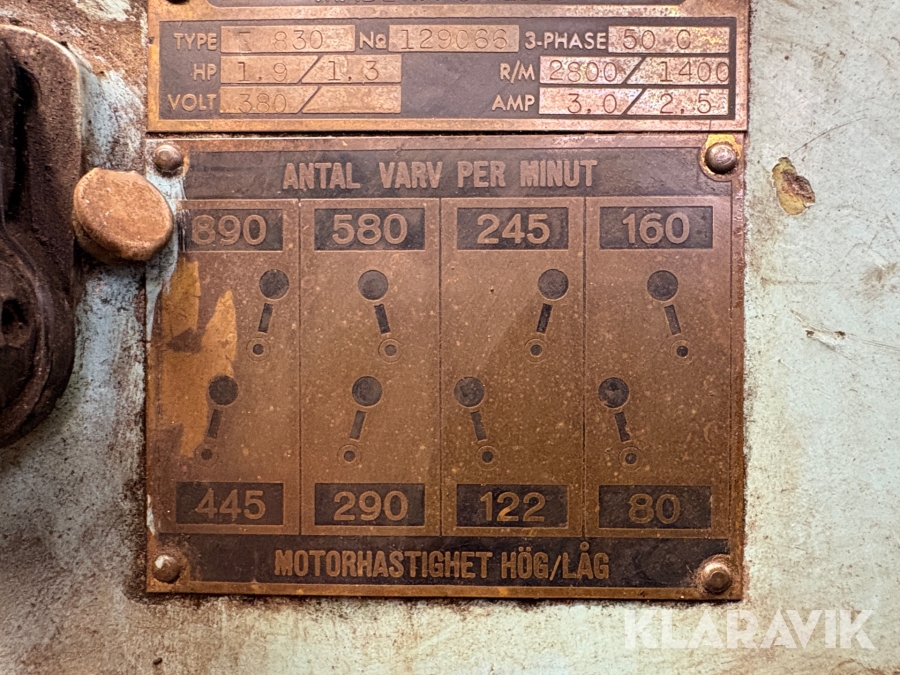 TYPE 830 No 129066 3-PHASE 50 C
HP 1.9 / 1.3 R/M 2800 / 1400
VOLT 380 / AMP 3.0 / 2.5
ANTAL VARV PER MINUT
890 580 245 160
445 290 122 80
MOTORHASTIGHET HÖG/LÅG
KLARAVIK